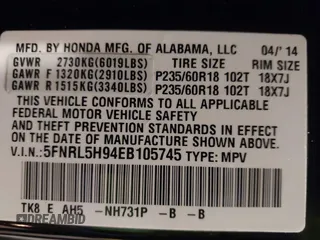 MFD. BY HONDA MFG. OF ALABAMA, LLC 04/'14
GVWR 2730KG(6019LBS) TIRE SIZE RIM SIZE
GAWR F 1320KG(2910LBS) P235/60R18 102T 18X7J
GAWR R 1515KG(3340LBS) P235/60R18 102T 18X7J
THIS VEHICLE CONFORMS TO ALL APPLICABLE
FEDERAL MOTOR VEHICLE SAFETY
STANDARDS IN EFFECT ON THE DATE OF
MANUFACTURE SHOWN ABOVE.
V.I.N.: 5FNRL5H94EB105745 TYPE: MPV
TK8 E AH5 -NH731P -B -B
DREAMBID